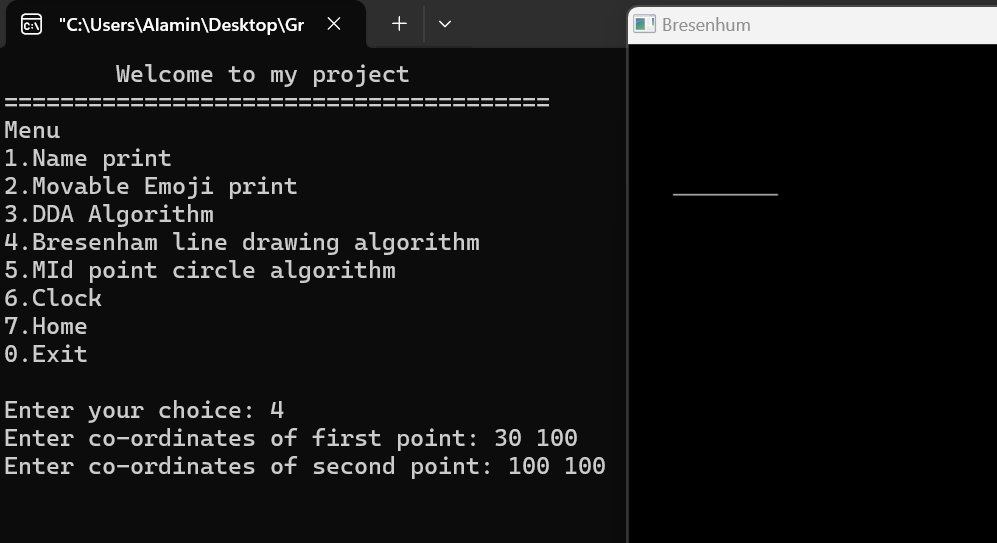 "C:\Users\Alamin\Desktop\Gr
Bresenhum
Welcome to my project
=======================================
Menu
1.Name print
2.Movable Emoji print
3.DDA Algorithm
4.Bresenham line drawing algorithm
5.MId point circle algorithm
6.Clock
7.Home
0.Exit
Enter your choice: 4
Enter co-ordinates of first point: 30 100
Enter co-ordinates of second point: 100 100